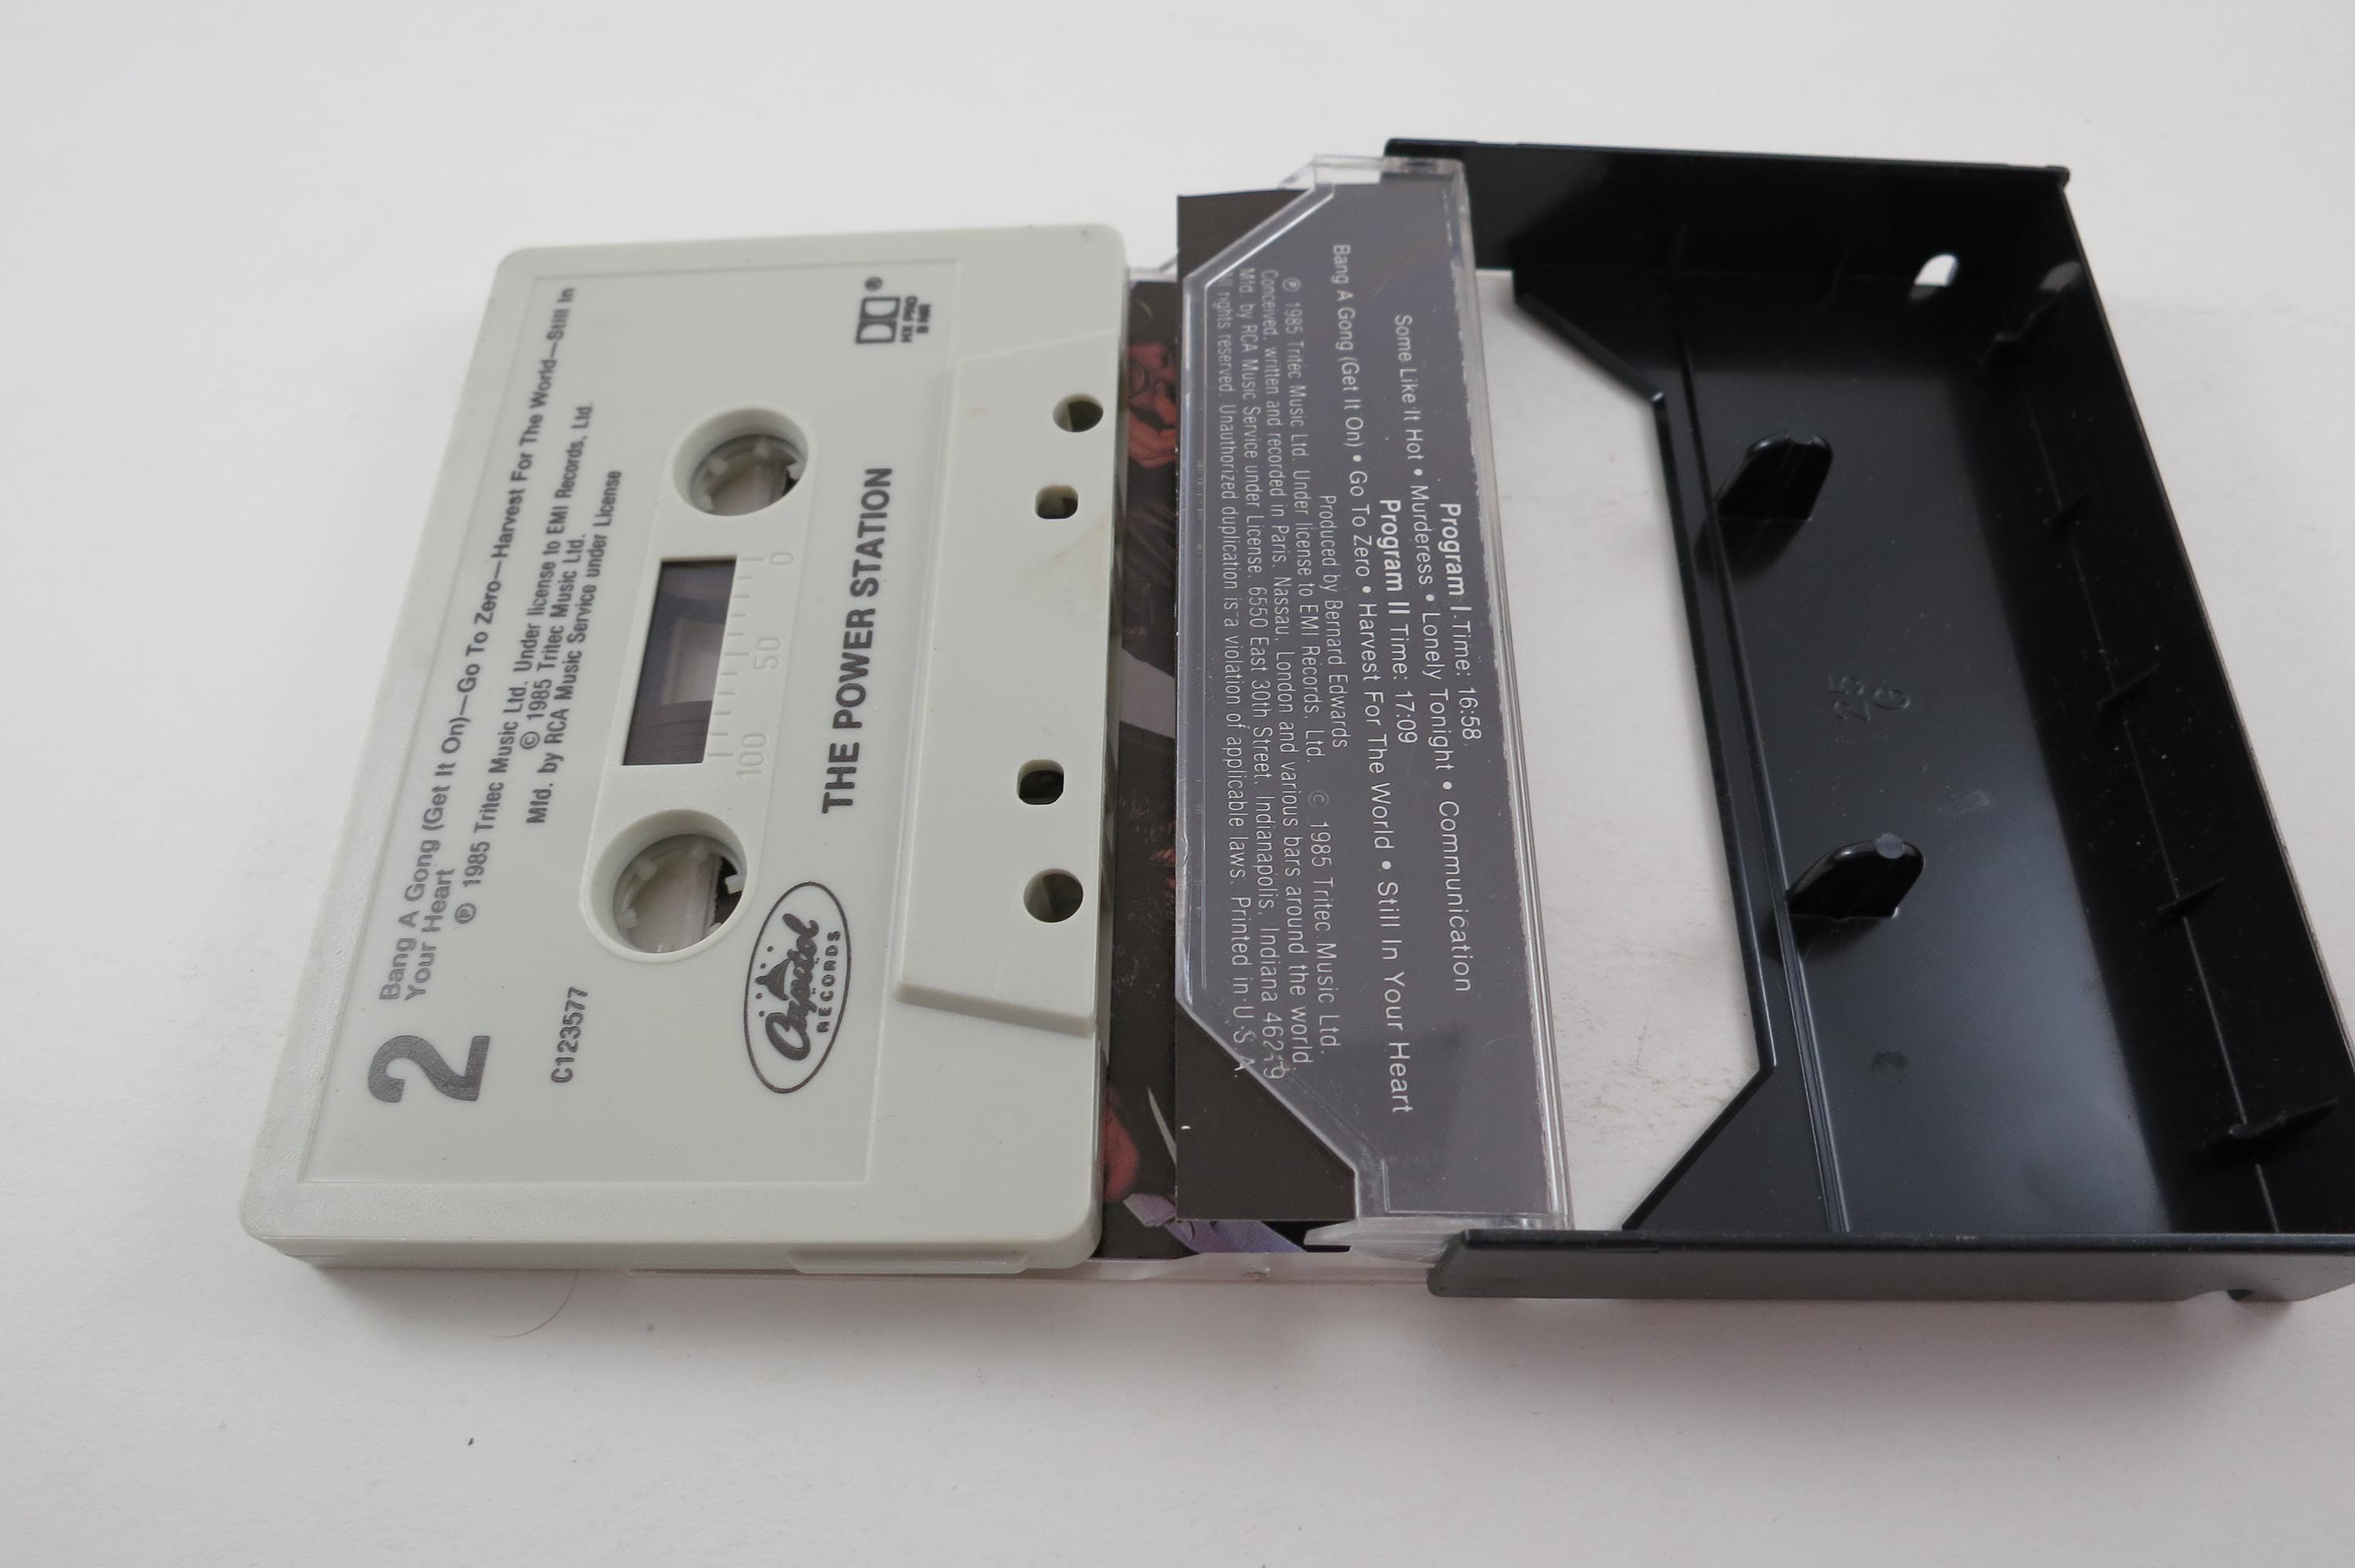 2
Bang A Gong (Get It On)—Go To Zero—Harvest For The World—Still In
Your Heart
℗ 1985 Tritec Music Ltd. Under license to EMI Records, Ltd.
© 1985 Tritec Music Ltd.
Mfd. by RCA Music Service under License
C123577
0 50 100
THE POWER STATION
Capitol
RECORDS
®
HX PRO
B NR
Program I Time: 16:58
Some Like It Hot • Murderess • Lonely Tonight • Communication
Program II Time: 17:09
Bang A Gong (Get It On) • Go To Zero • Harvest For The World • Still In Your Heart
Produced by Bernard Edwards
℗ 1985 Tritec Music Ltd. Under license to EMI Records, Ltd. © 1985 Tritec Music Ltd.
Conceived, written and recorded in Paris, Nassau, London and various bars around the world.
Mfd. by RCA Music Service under License, 6550 East 30th Street, Indianapolis, Indiana 46219
All rights reserved. Unauthorized duplication is a violation of applicable laws. Printed in U.S.A.